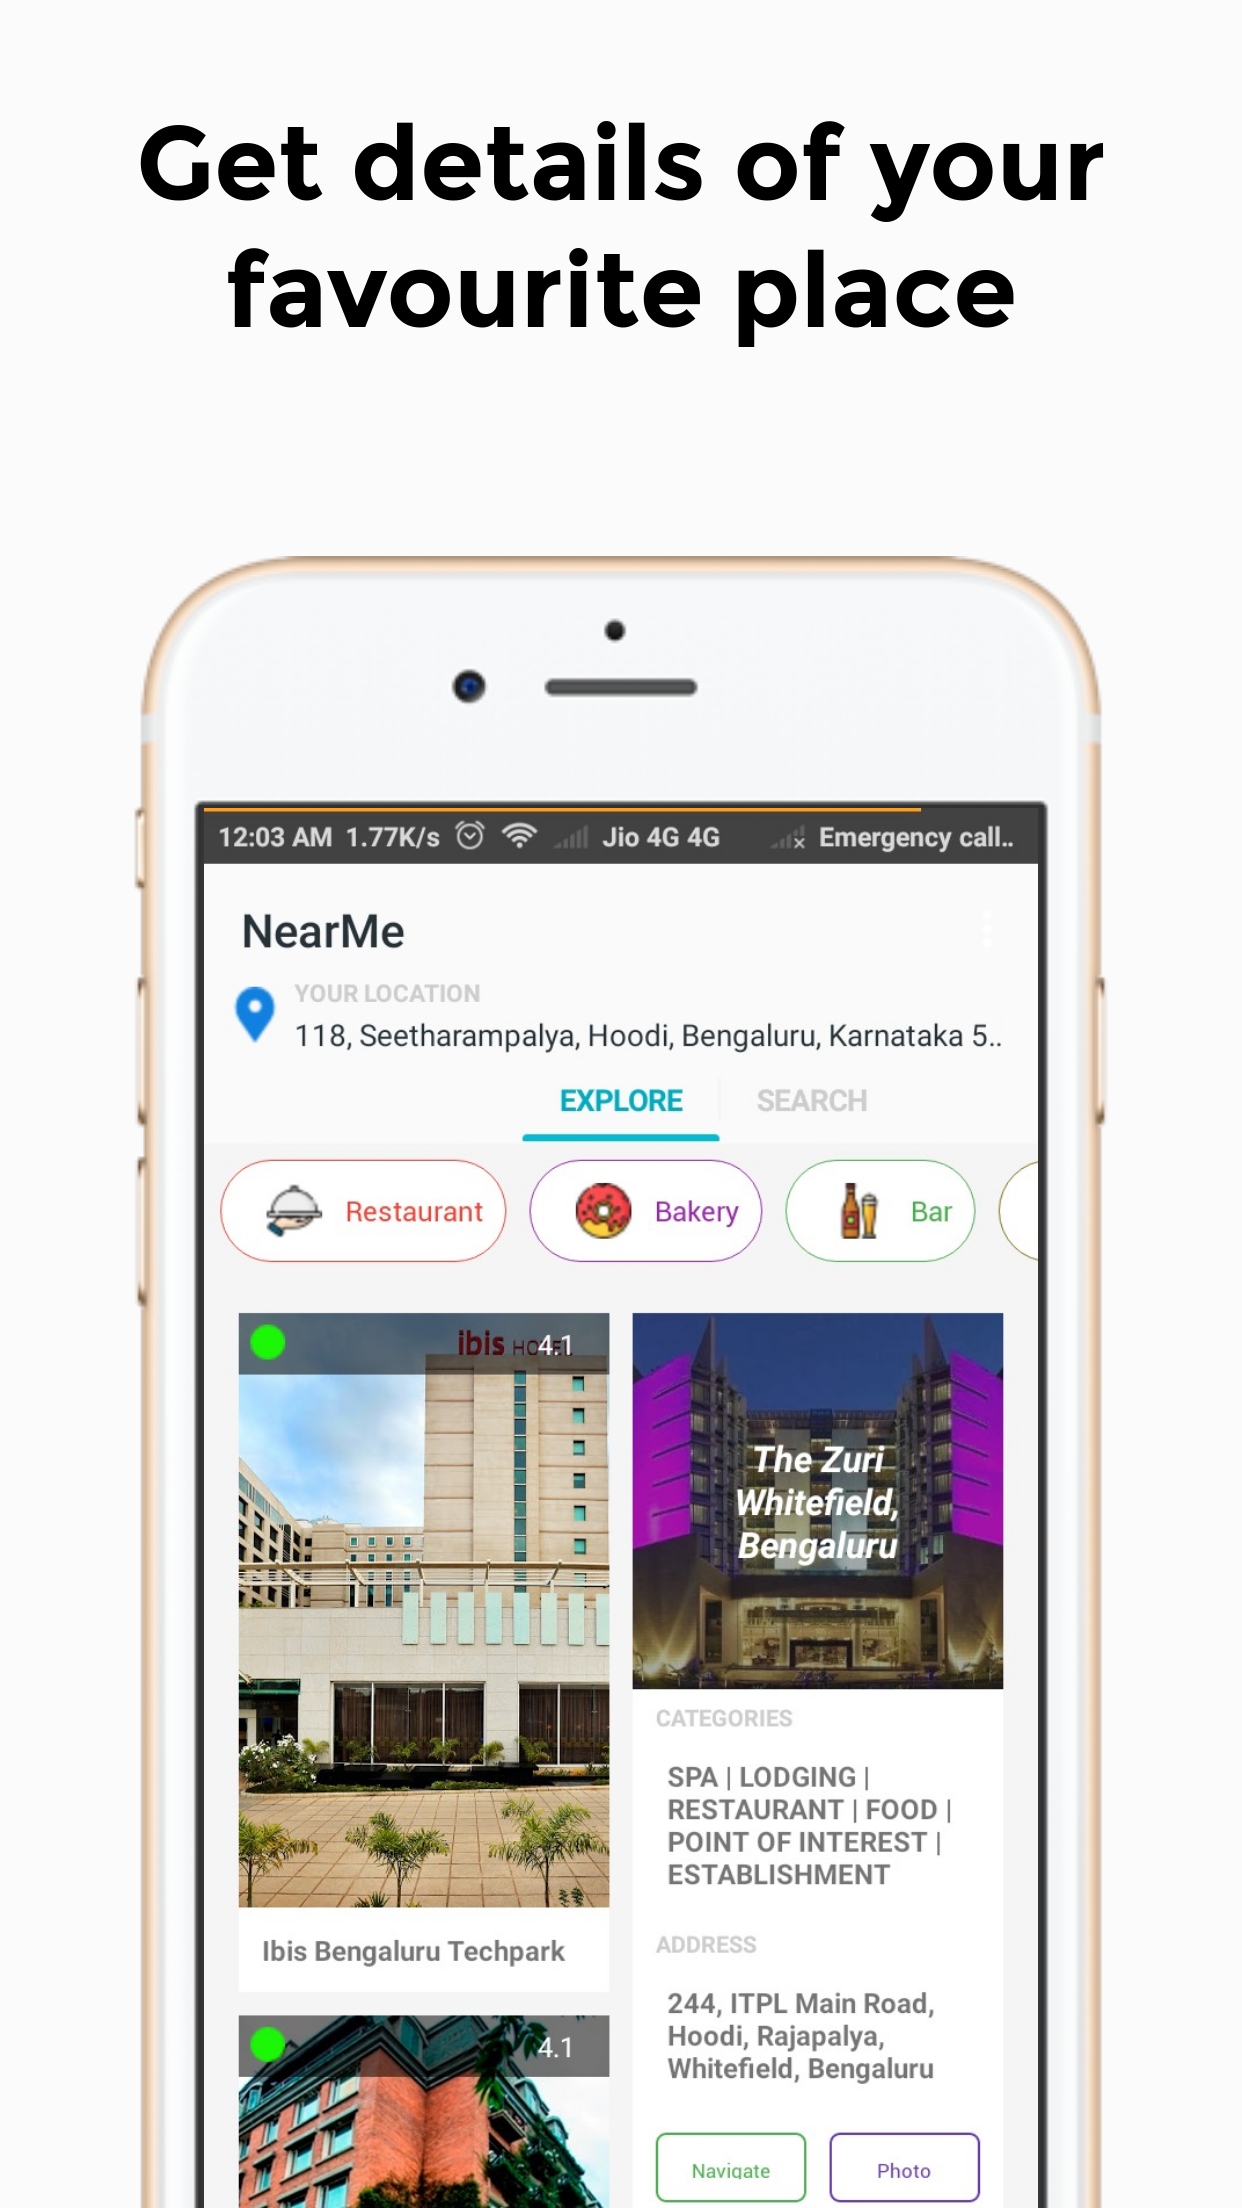 Get details of your
favourite place
12:03 AM 1.77K/s Jio 4G 4G Emergency call..
NearMe
YOUR LOCATION
118, Seetharampalya, Hoodi, Bengaluru, Karnataka 5..
EXPLORE SEARCH
Restaurant Bakery Bar
ibis HOTEL 4.1
Ibis Bengaluru Techpark
4.1
The Zuri
Whitefield,
Bengaluru
CATEGORIES
SPA | LODGING |
RESTAURANT | FOOD |
POINT OF INTEREST |
ESTABLISHMENT
ADDRESS
244, ITPL Main Road,
Hoodi, Rajapalya,
Whitefield, Bengaluru
Navigate Photo